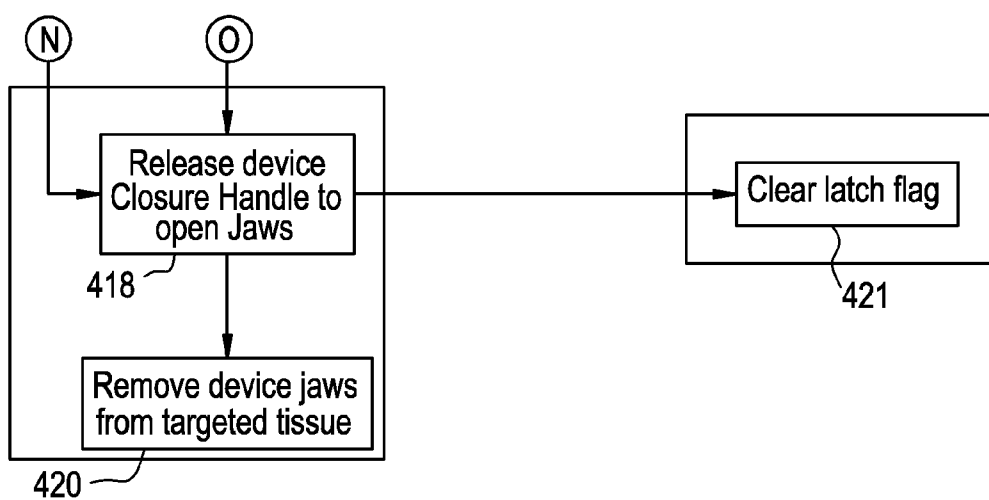 N
O
Release device
Closure Handle to
open Jaws
418
Clear latch flag
421
Remove device jaws
from targeted tissue
420